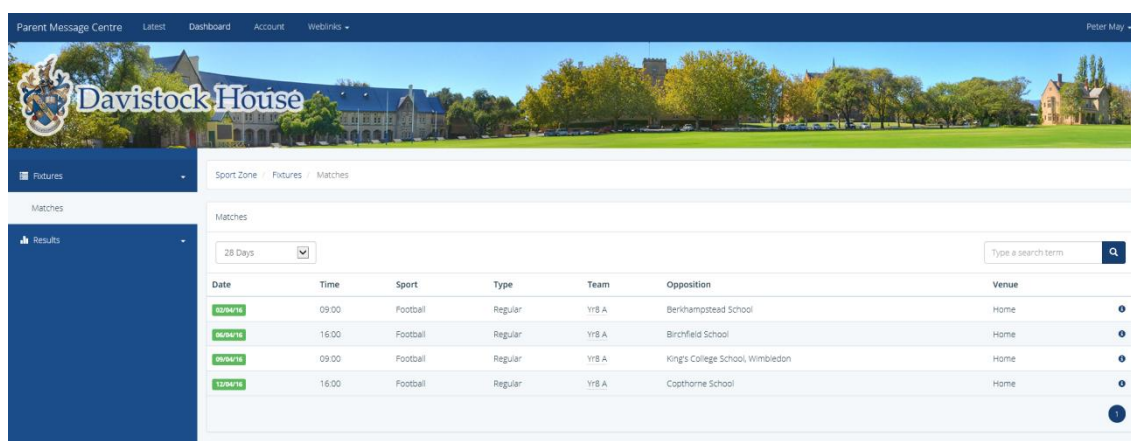 Parent Message Centre Latest Dashboard Account Weblinks Peter May
Davistock House
Fixtures
Sport Zone / Fixtures / Matches
Matches
Matches
Results
28 Days Type a search term
Date Time Sport Type Team Opposition Venue
02/04/16 09:00 Football Regular Yr8 A Berkhampstead School Home
06/04/16 16:00 Football Regular Yr8 A Birchfield School Home
09/04/16 09:00 Football Regular Yr8 A King's College School, Wimbledon Home
12/04/16 16:00 Football Regular Yr8 A Copthorne School Home
1